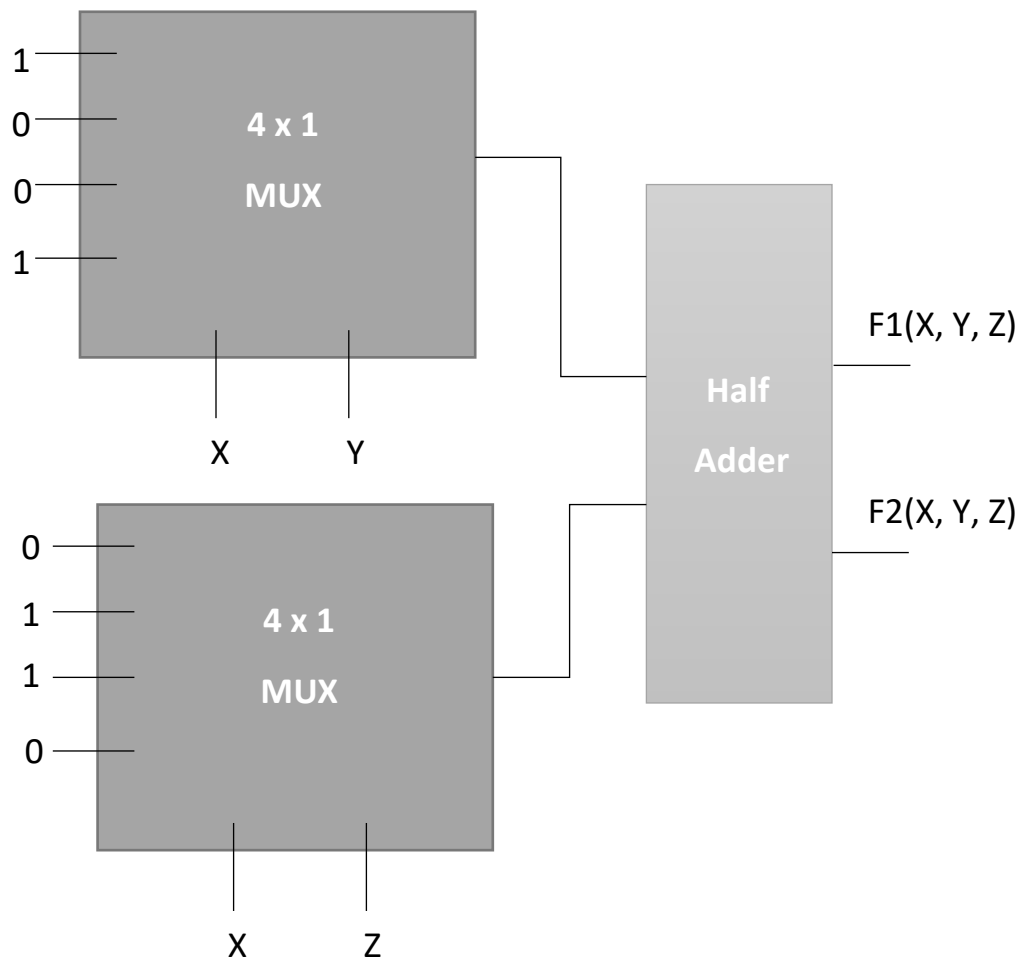 1
0
0
1
4 x 1
MUX
X Y
0
1
1
0
4 x 1
MUX
X Z
Half
Adder
F1(X, Y, Z)
F2(X, Y, Z)